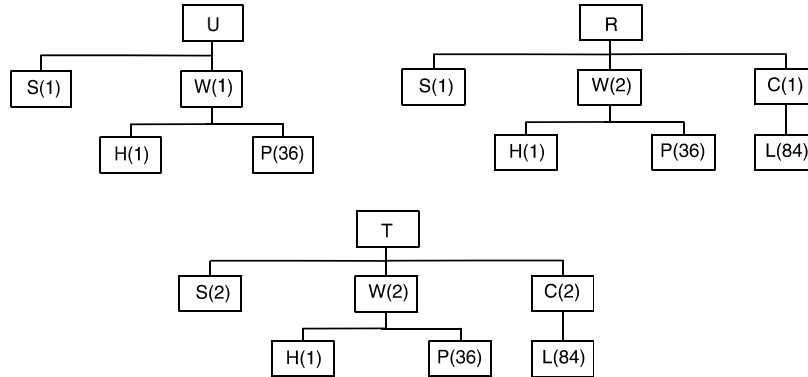 U
R
S(1)
W(1)
S(1)
W(2)
C(1)
H(1)
P(36)
H(1)
P(36)
L(84)
T
S(2)
W(2)
C(2)
H(1)
P(36)
L(84)